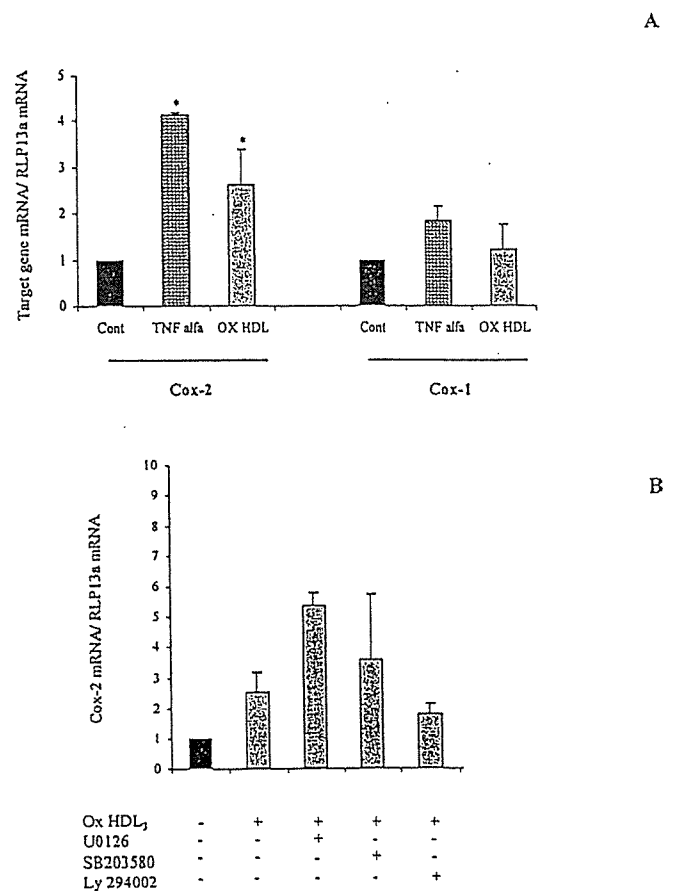 A
Target gene mRNA/ RLP13a mRNA
5
4
3
2
1
0
*
*
Cont TNF alfa OX HDL Cont TNF alfa OX HDL
Cox-2 Cox-1
B
Cox-2 mRNA/ RLP13a mRNA
10
9
8
7
6
5
4
3
2
1
0
Ox HDL3 - + + + +
U0126 - - + - -
SB203580 - - - + -
Ly 294002 - - - - +